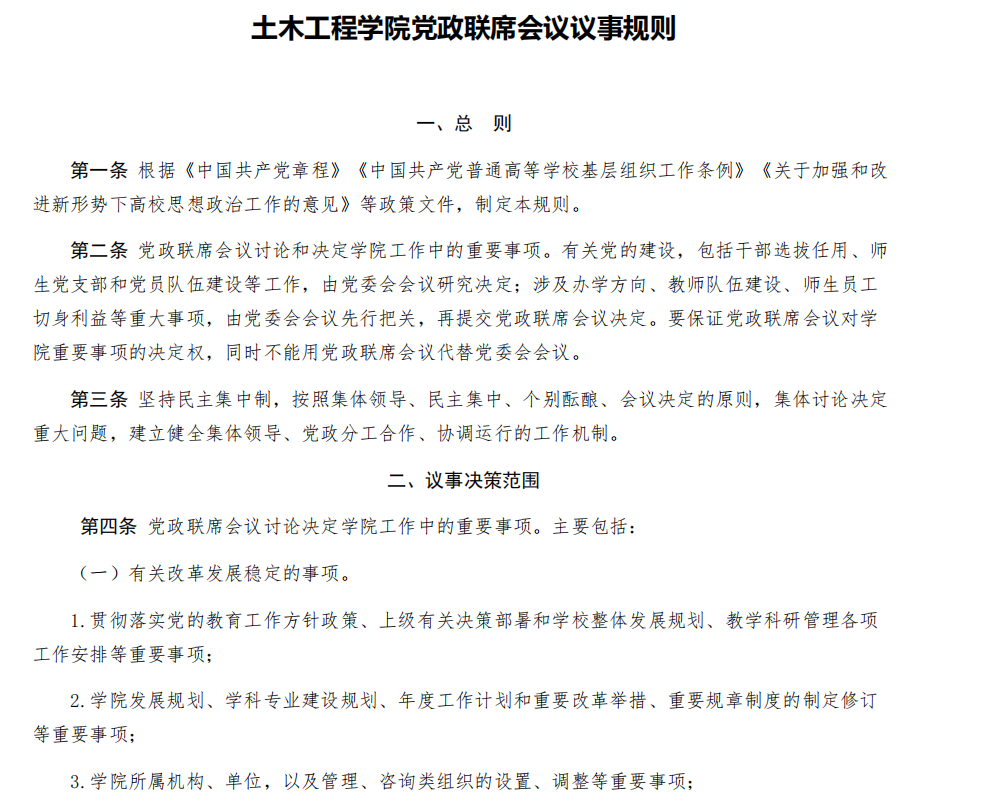 土木工程学院党政联席会议议事规则
一、总 则
第一条 根据《中国共产党章程》《中国共产党普通高等学校基层组织工作条例》《关于加强和改
进新形势下高校思想政治工作的意见》等政策文件，制定本规则。
第二条 党政联席会议讨论和决定学院工作中的重要事项。有关党的建设，包括干部选拔任用、师
生党支部和党员队伍建设等工作，由党委会会议研究决定；涉及办学方向、教师队伍建设、师生员工
切身利益等重大事项，由党委会会议先行把关，再提交党政联席会议决定。要保证党政联席会议对学
院重要事项的决定权，同时不能用党政联席会议代替党委会会议。
第三条 坚持民主集中制，按照集体领导、民主集中、个别酝酿、会议决定的原则，集体讨论决定
重大问题，建立健全集体领导、党政分工合作、协调运行的工作机制。
二、议事决策范围
第四条 党政联席会议讨论决定学院工作中的重要事项。主要包括：
（一）有关改革发展稳定的事项。
1.贯彻落实党的教育工作方针政策、上级有关决策部署和学校整体发展规划、教学科研管理各项
工作安排等重要事项；
2.学院发展规划、学科专业建设规划、年度工作计划和重要改革举措、重要规章制度的制定修订
等重要事项；
3.学院所属机构、单位，以及管理、咨询类组织的设置、调整等重要事项；